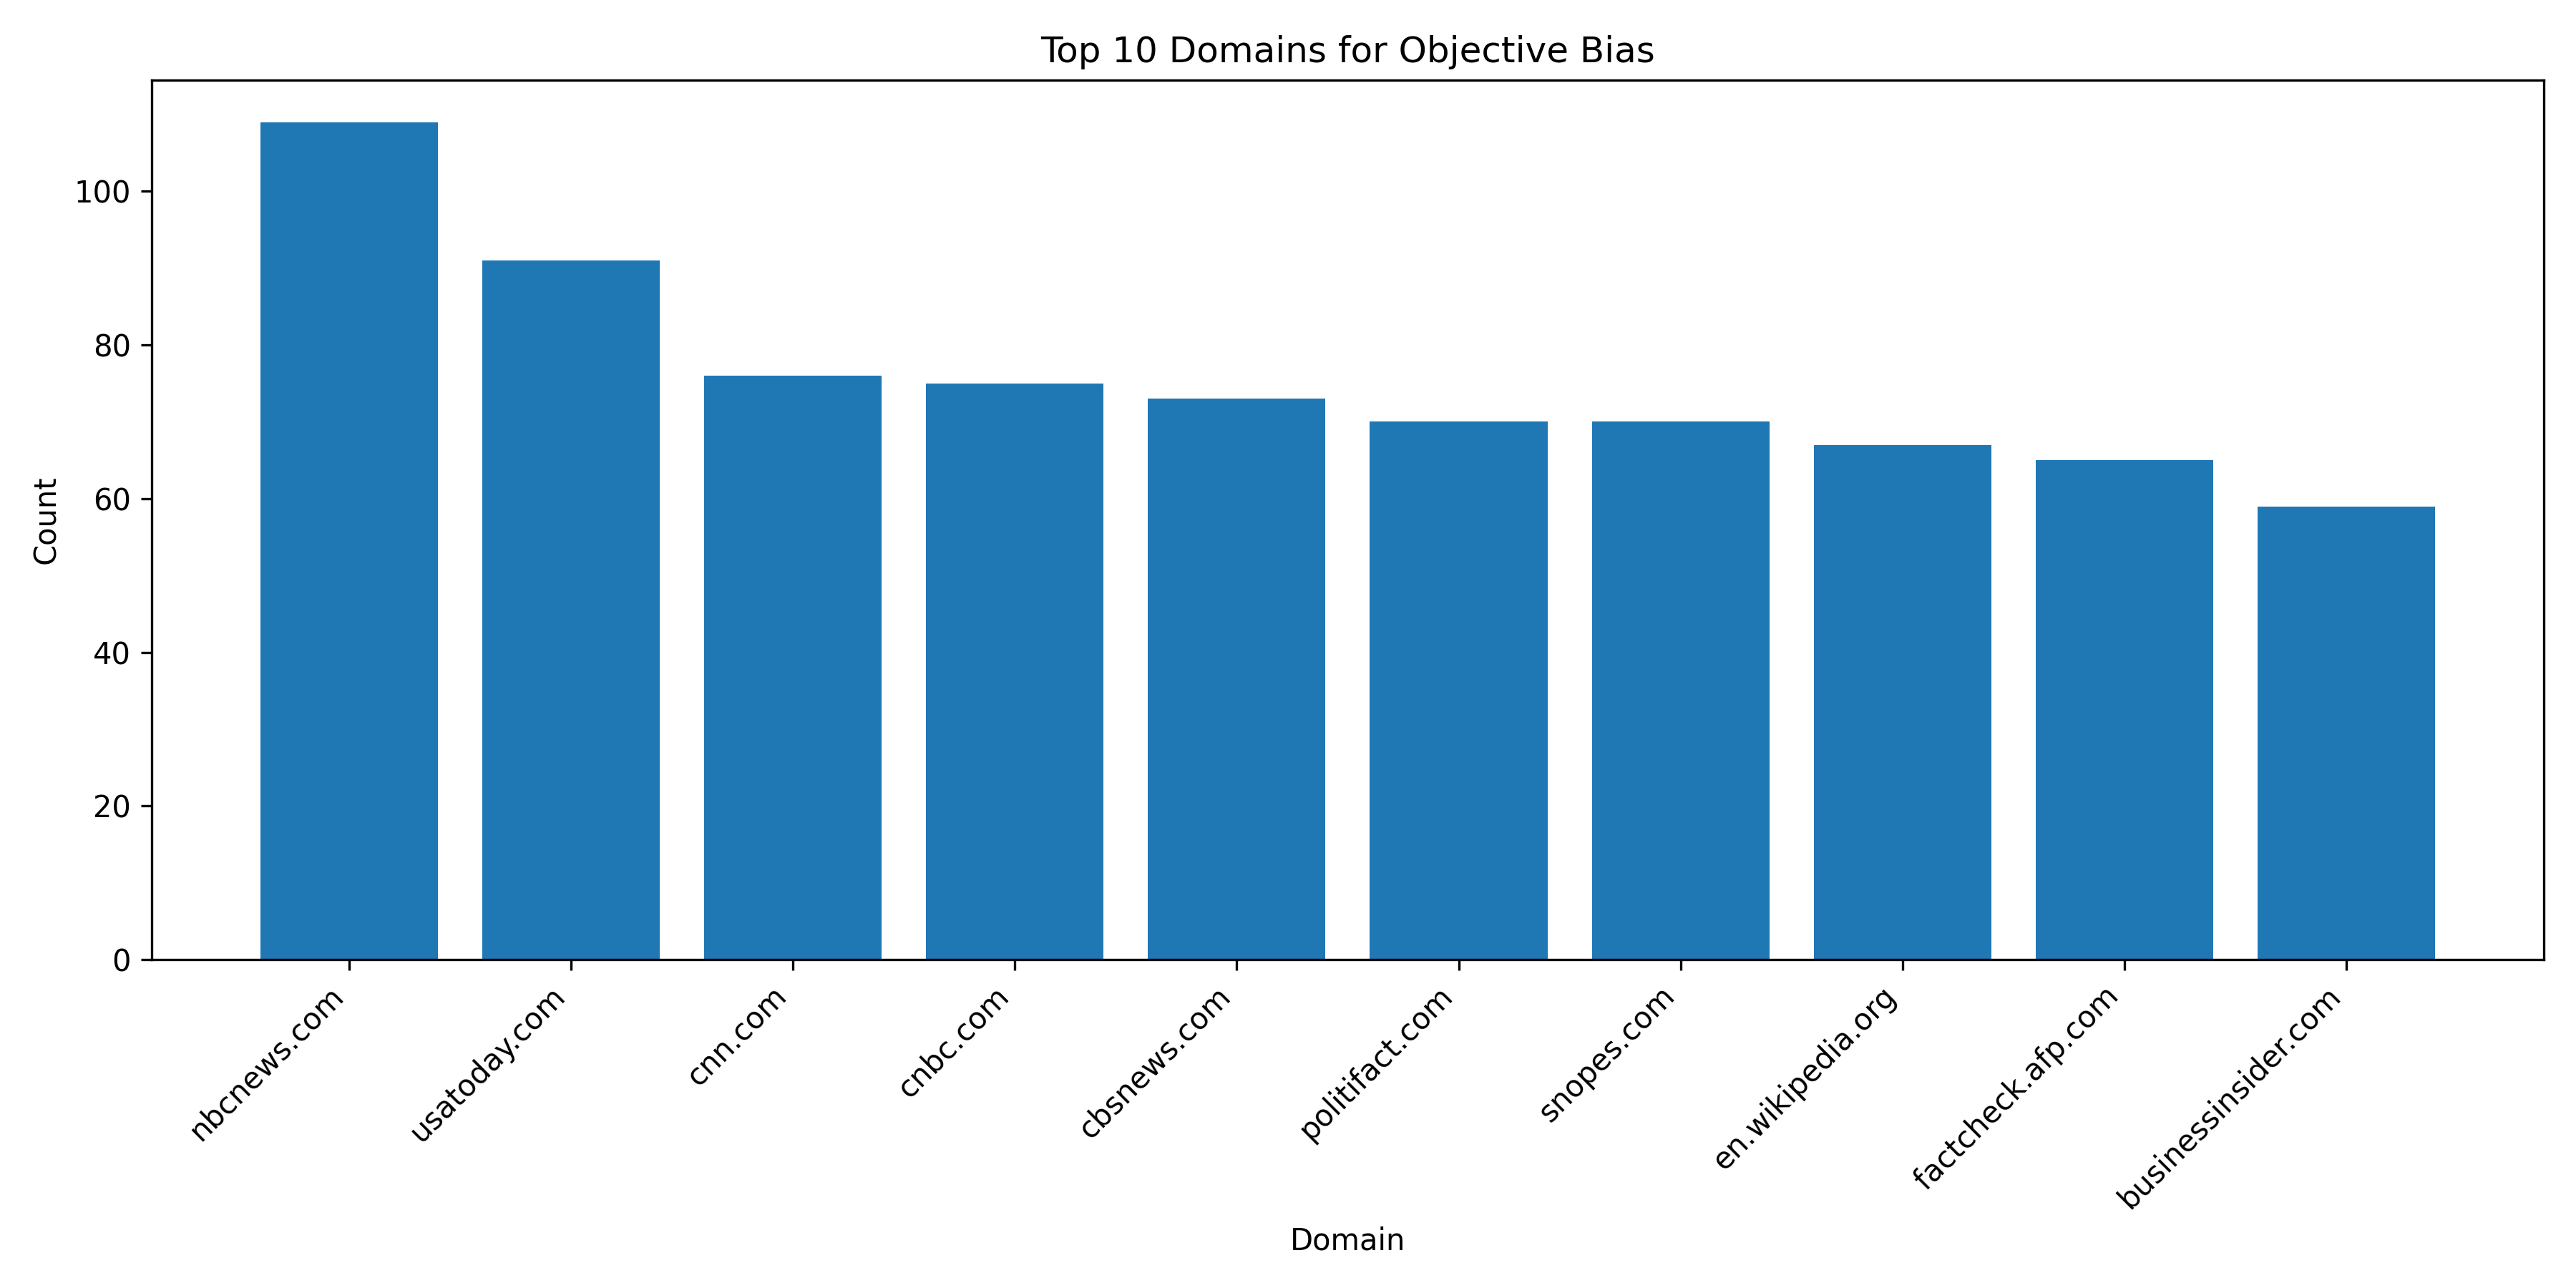 Top 10 Domains for Objective Bias
Count
100
80
60
40
20
0
nbcnews.com
usatoday.com
cnn.com
cnbc.com
cbsnews.com
politifact.com
snopes.com
en.wikipedia.org
factcheck.afp.com
businessinsider.com
Domain